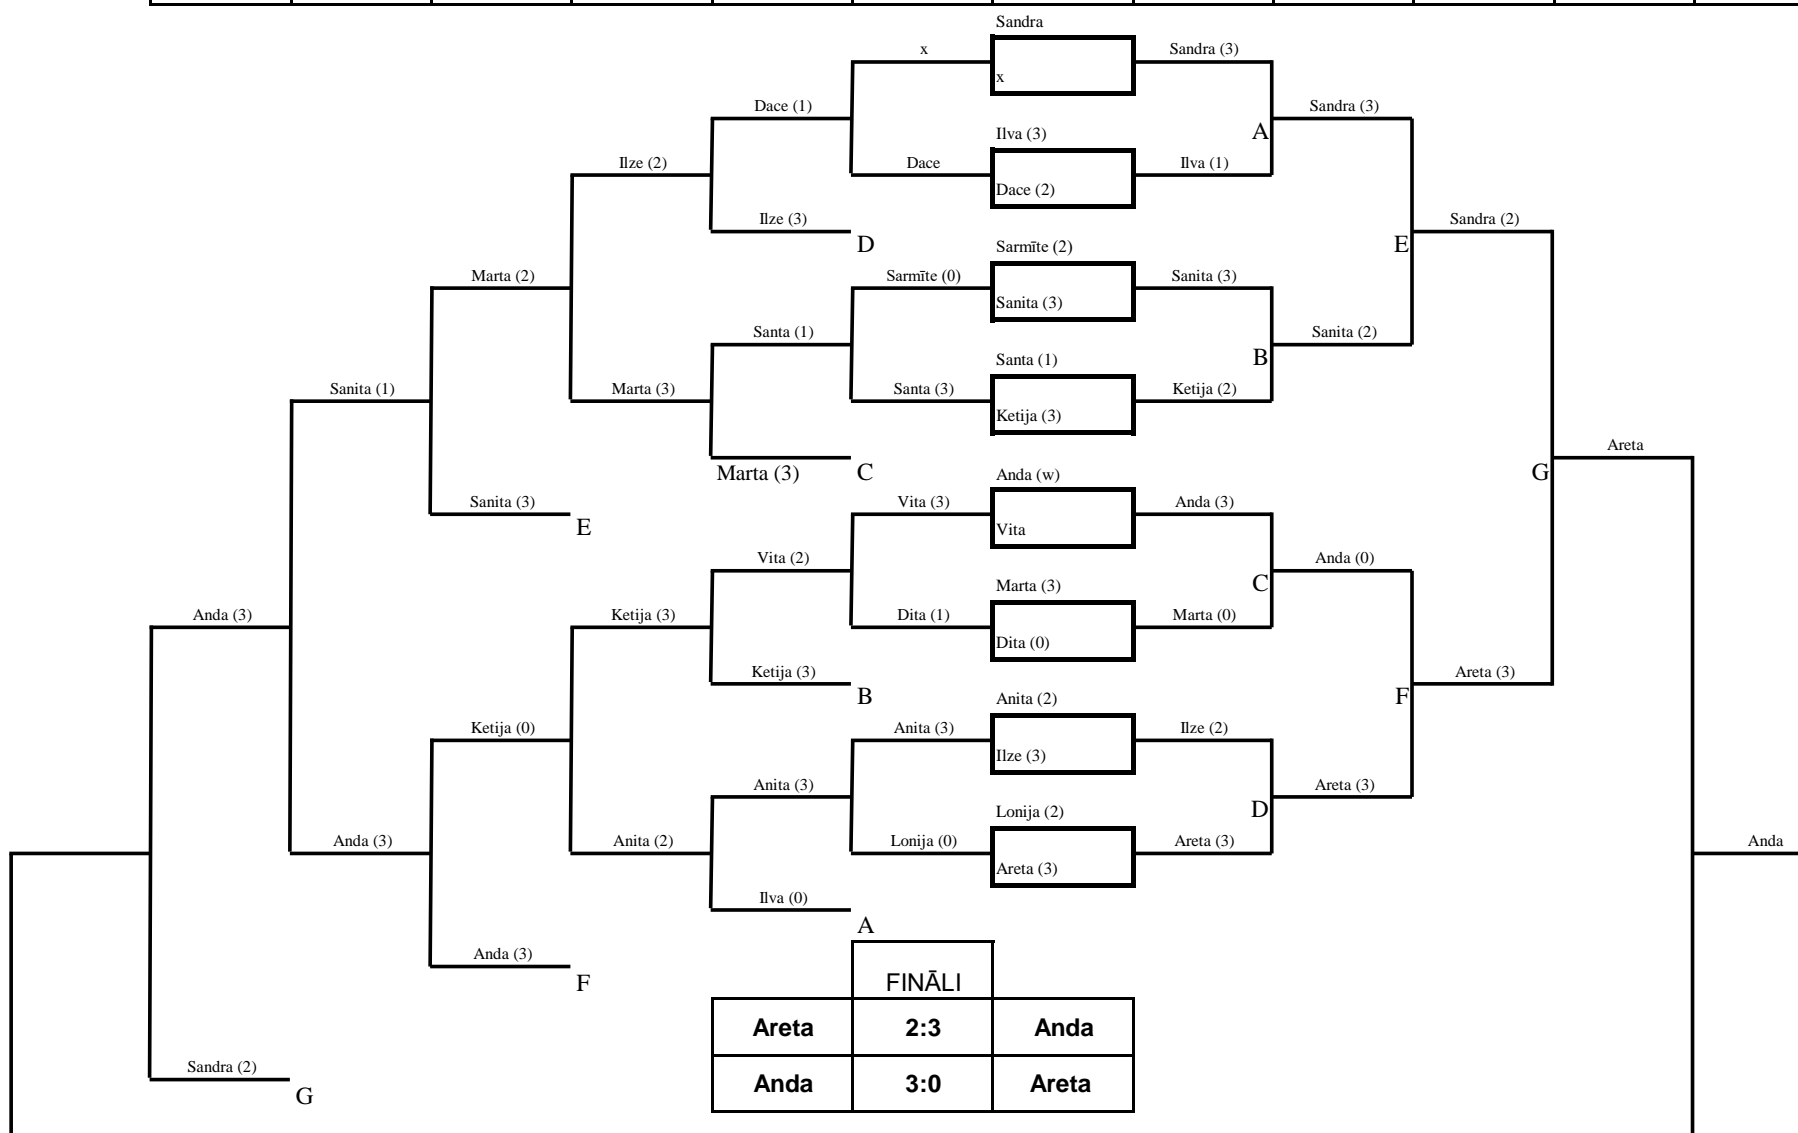 Sandra
x Sandra (3)
x
Dace (1) Sandra (3)
Ilva (3) A
Ilze (2) Dace Ilva (1)
Dace (2)
Ilze (3) Sandra (2)
D Sarmīte (2) E
Marta (2) Sarmīte (0) Sanita (3)
Sanita (3)
Santa (1) Sanita (2)
Santa (1) B
Sanita (1) Marta (3) Santa (3) Ketija (2)
Ketija (3)
Areta
Marta (3) C Anda (w) G
Sanita (3) Vita (3) Anda (3)
E Vita
Vita (2) Anda (0)
Marta (3) C
Anda (3) Ketija (3) Dita (1) Marta (0)
Dita (0)
Ketija (3) Areta (3)
B Anita (2) F
Ketija (0) Anita (3) Ilze (2)
Ilze (3)
Anita (3) Areta (3)
Lonija (2) D
Anda (3) Anita (2) Lonija (0) Areta (3) Anda
Areta (3)
Ilva (0)
A
Anda (3)
F FINĀLI
Areta 2:3 Anda
Sandra (2)
Anda 3:0 Areta
G